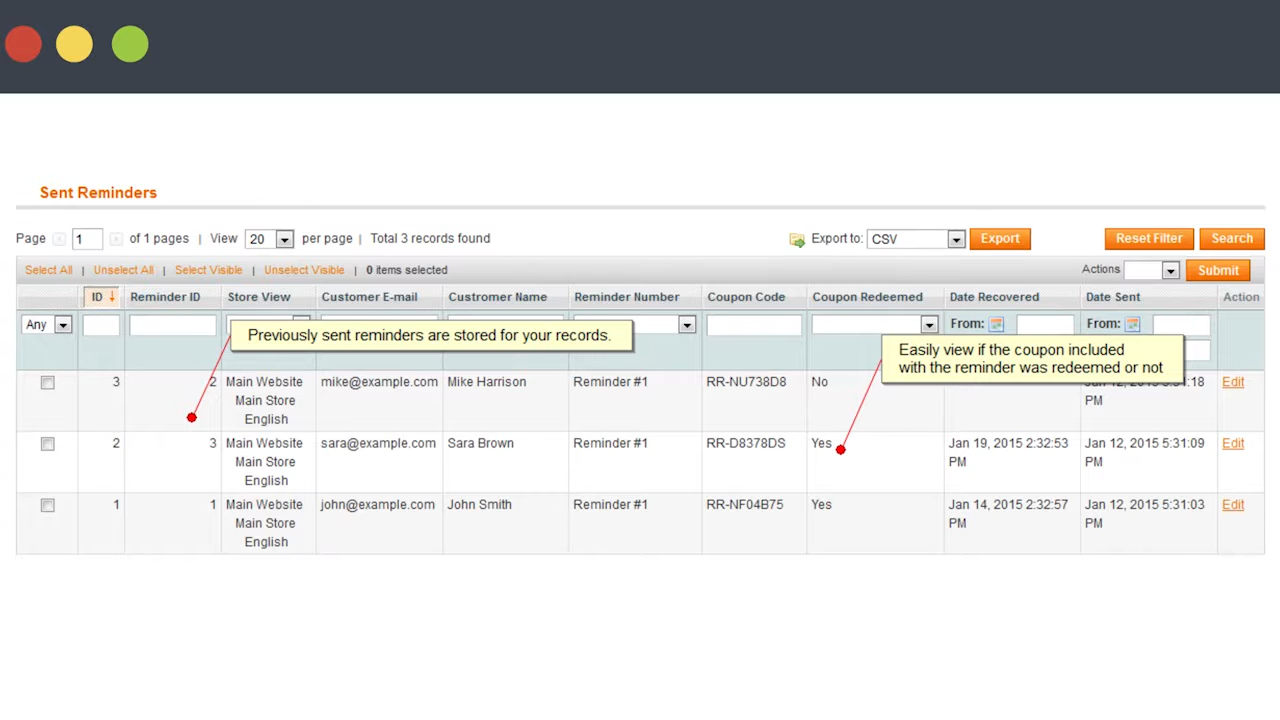 Sent Reminders
Page 1 of 1 pages | View 20 per page | Total 3 records found Export to: CSV Export Reset Filter Search
Select All | Unselect All | Select Visible | Unselect Visible | 0 items selected Actions Submit
ID Reminder ID Store View Customer E-mail Custromer Name Reminder Number Coupon Code Coupon Redeemed Date Recovered Date Sent Action
Any From: From:
Previously sent reminders are stored for your records.
Easily view if the coupon included
with the reminder was redeemed or not
3 2 Main Website mike@example.com Mike Harrison Reminder #1 RR-NU738D8 No :18 Edit
Main Store PM
English
2 3 Main Website sara@example.com Sara Brown Reminder #1 RR-D8378DS Yes Jan 19, 2015 2:32:53 Jan 12, 2015 5:31:09 Edit
Main Store PM PM
English
1 1 Main Website john@example.com John Smith Reminder #1 RR-NF04B75 Yes Jan 14, 2015 2:32:57 Jan 12, 2015 5:31:03 Edit
Main Store PM PM
English